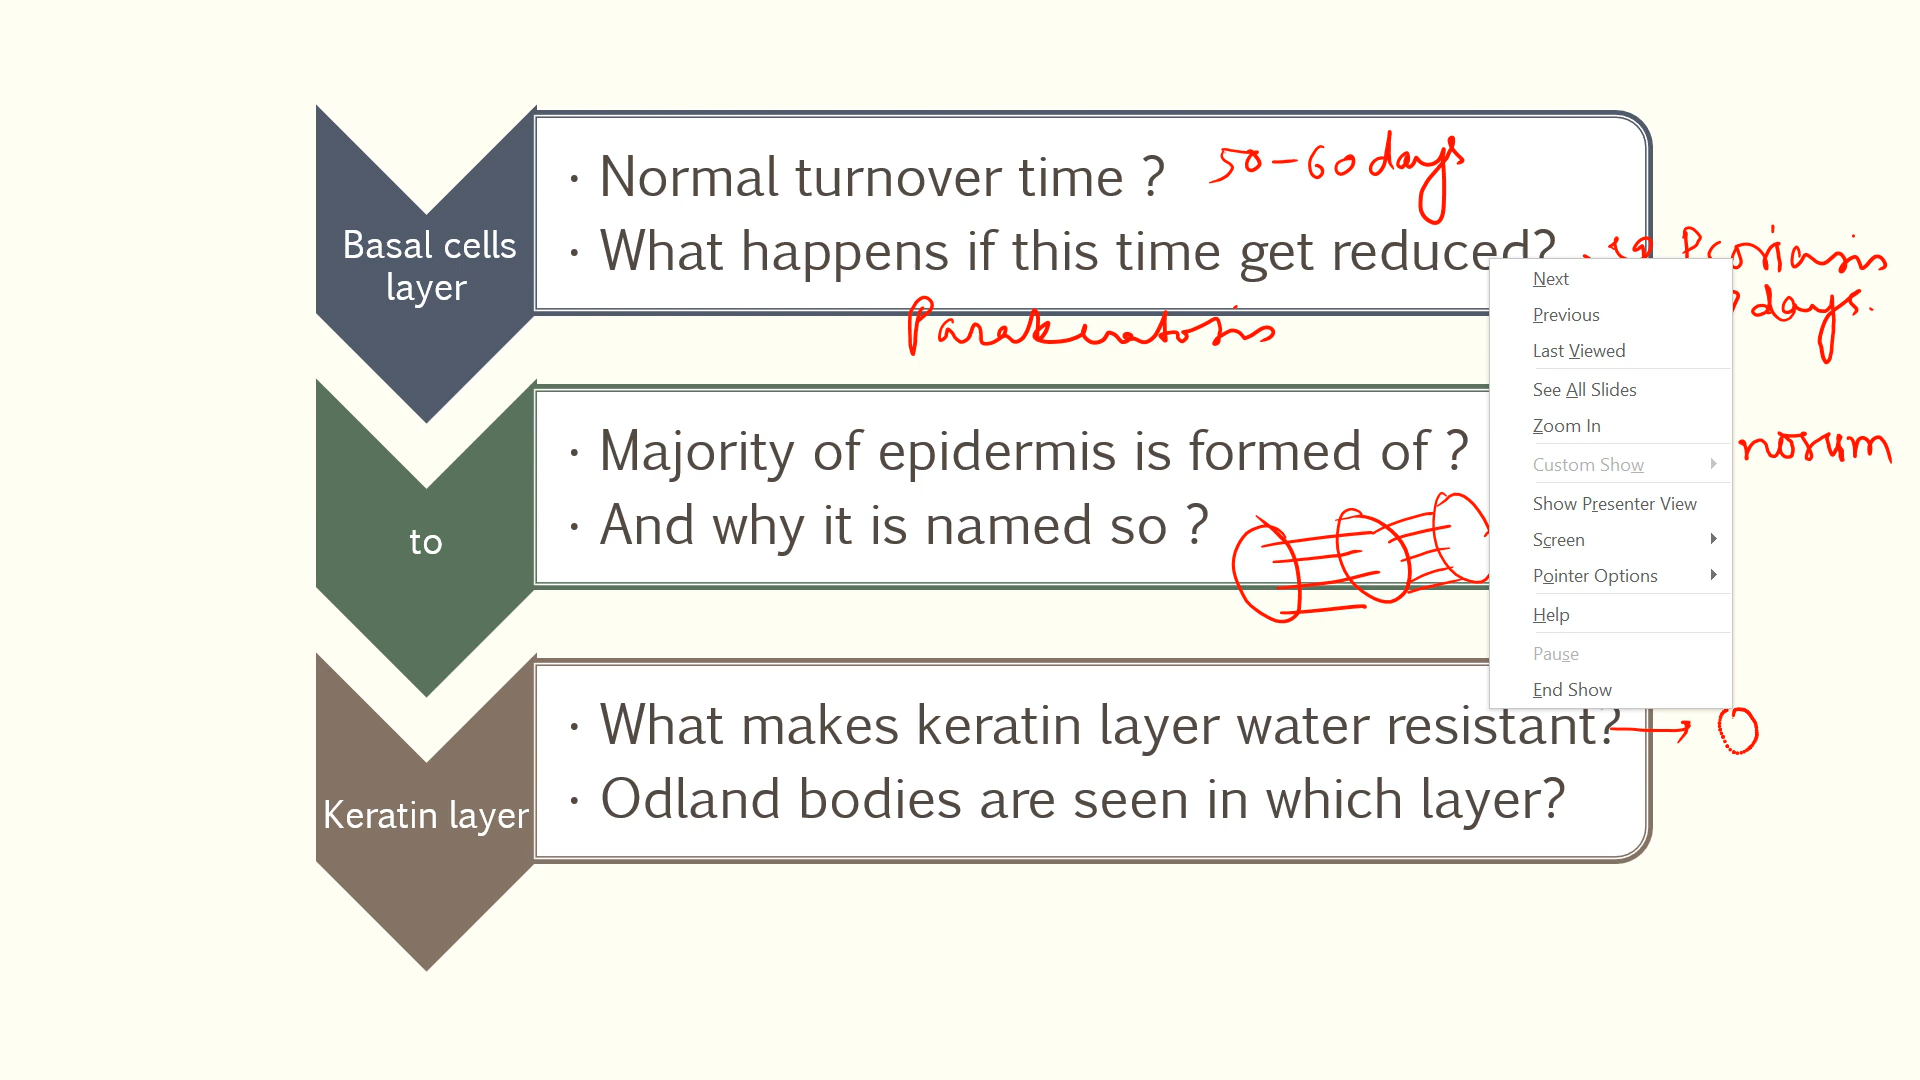 Basal cells
layer
· Normal turnover time ? 50-60 days
· What happens if this time get reduced? eg Psoriasis
days.
Parakeratosis
to
· Majority of epidermis is formed of ?
nosum
· And why it is named so ?
Keratin layer
· What makes keratin layer water resistant?
· Odland bodies are seen in which layer?
Next
Previous
Last Viewed
See All Slides
Zoom In
Custom Show
Show Presenter View
Screen
Pointer Options
Help
Pause
End Show